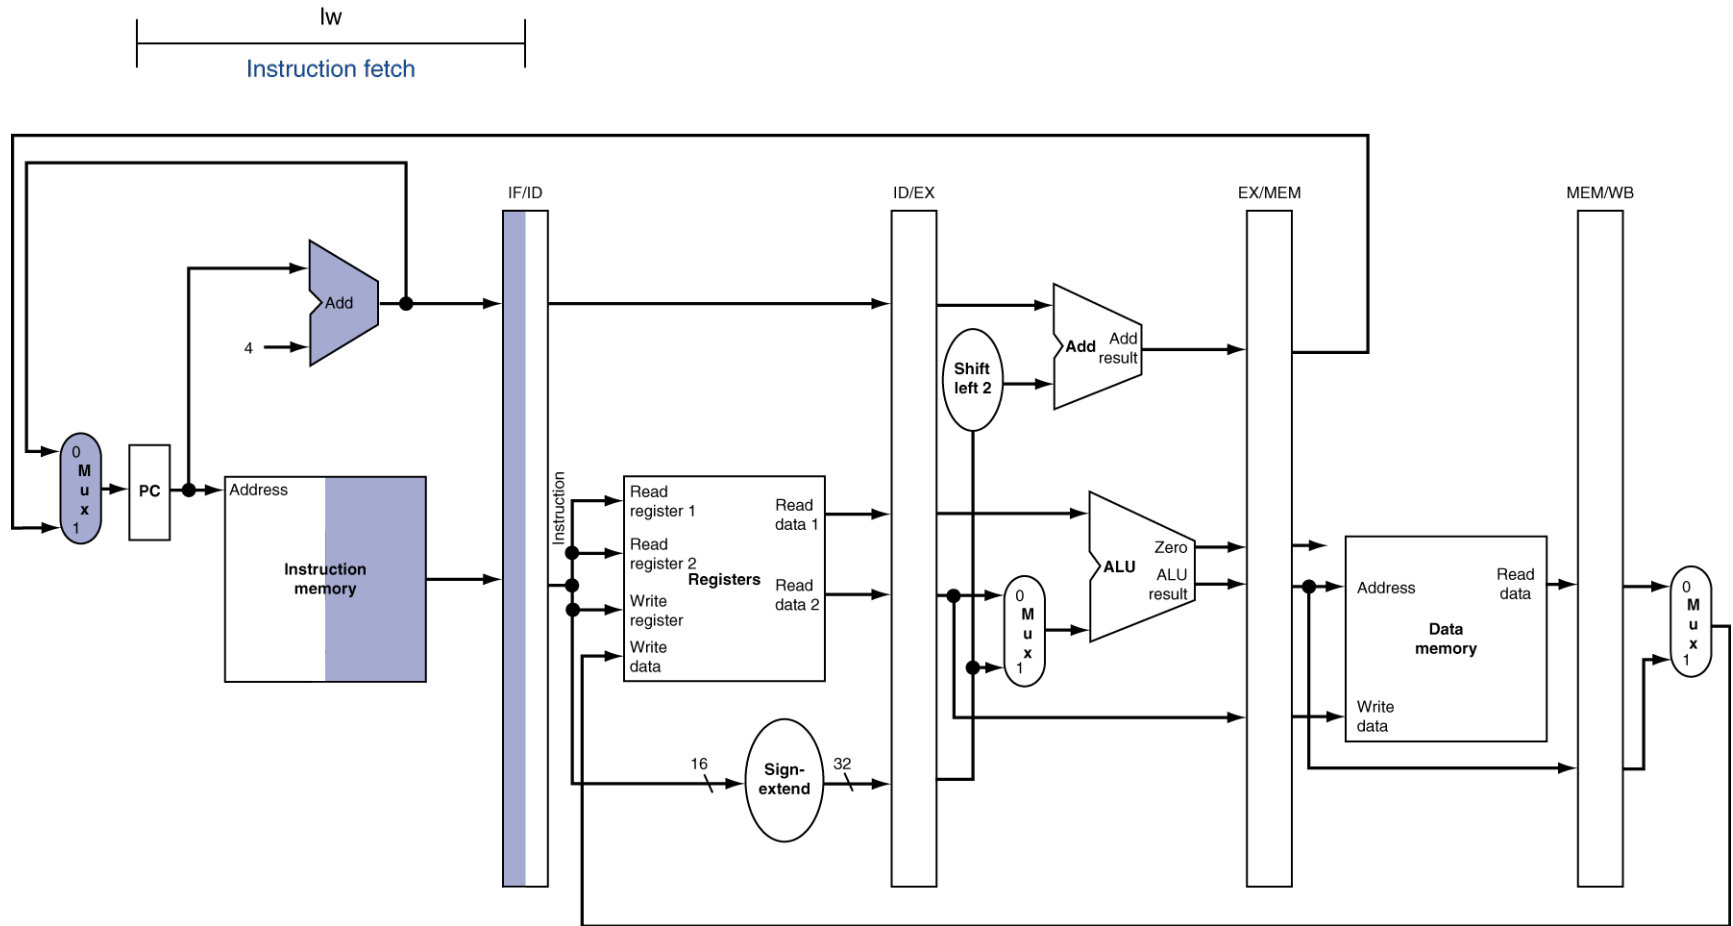 lw
Instruction fetch
IF/ID
ID/EX
EX/MEM
MEM/WB
Add
4
Add
Add
result
Shift
left 2
0
M
u
x
1
PC
Address
Instruction
memory
Instruction
Read
register 1
Read
register 2
Write
register
Write
data
Registers
Read
data 1
Read
data 2
16
Sign-
extend
32
0
M
u
x
1
Zero
ALU
ALU
result
Address
Read
data
Data
memory
Write
data
0
M
u
x
1